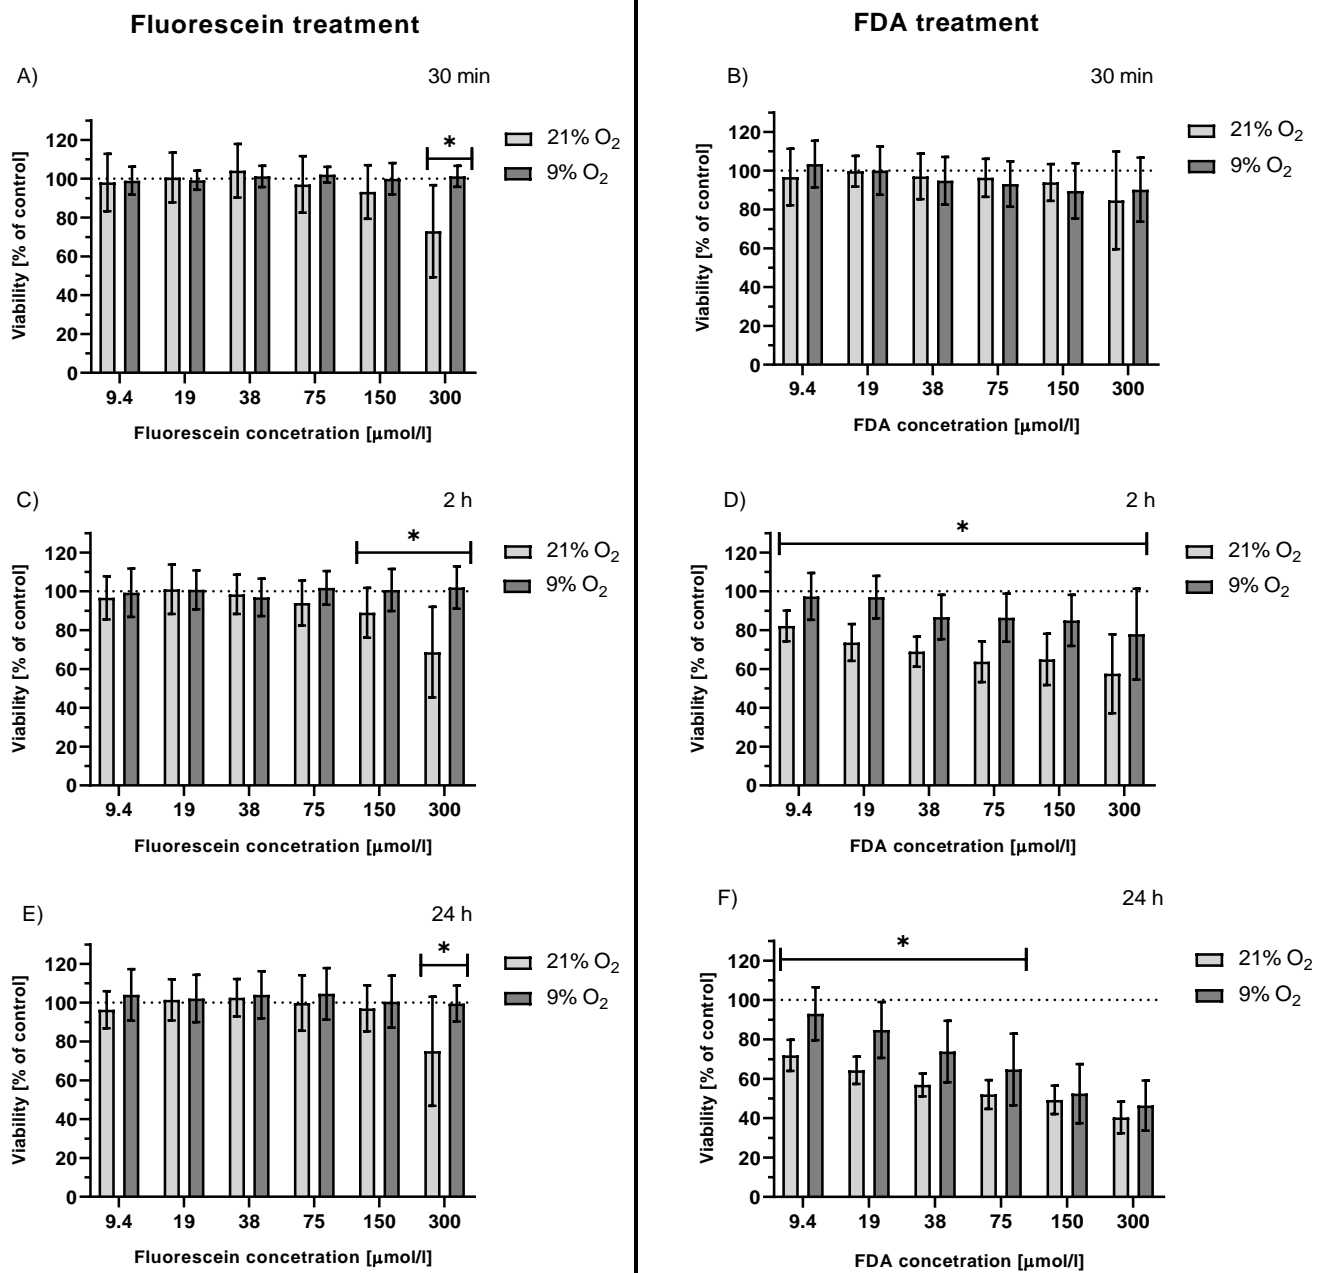 Fluorescein treatment
FDA treatment
A)
30 min
Viability [% of control]
120
100
80
60
40
20
0
*
21% O2
9% O2
9.4 19 38 75 150 300
Fluorescein concetration [μmol/l]
B)
30 min
Viability [% of control]
120
100
80
60
40
20
0
21% O2
9% O2
9.4 19 38 75 150 300
FDA concetration [μmol/l]
C)
2 h
Viability [% of control]
120
100
80
60
40
20
0
*
21% O2
9% O2
9.4 19 38 75 150 300
Fluorescein concetration [μmol/l]
D)
2 h
Viability [% of control]
120
100
80
60
40
20
0
*
21% O2
9% O2
9.4 19 38 75 150 300
FDA concetration [μmol/l]
E)
24 h
Viability [% of control]
120
100
80
60
40
20
0
*
21% O2
9% O2
9.4 19 38 75 150 300
Fluorescein concetration [μmol/l]
F)
24 h
Viability [% of control]
120
100
80
60
40
20
0
*
21% O2
9% O2
9.4 19 38 75 150 300
FDA concetration [μmol/l]